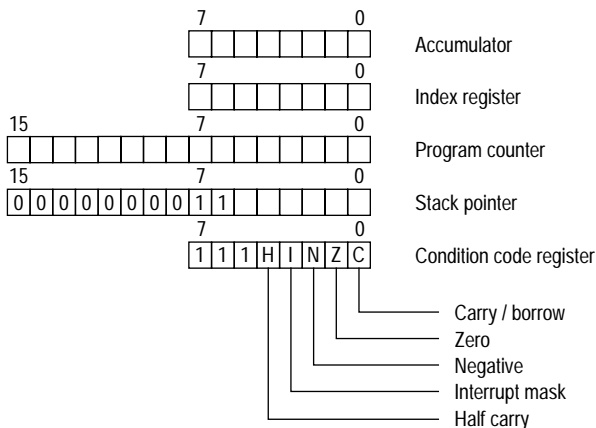 7 0
Accumulator
7 0
Index register
15 7 0
Program counter
15 7 0
0 0 0 0 0 0 0 0 1 1 Stack pointer
7 0
1 1 1 H I N Z C Condition code register
Carry / borrow
Zero
Negative
Interrupt mask
Half carry